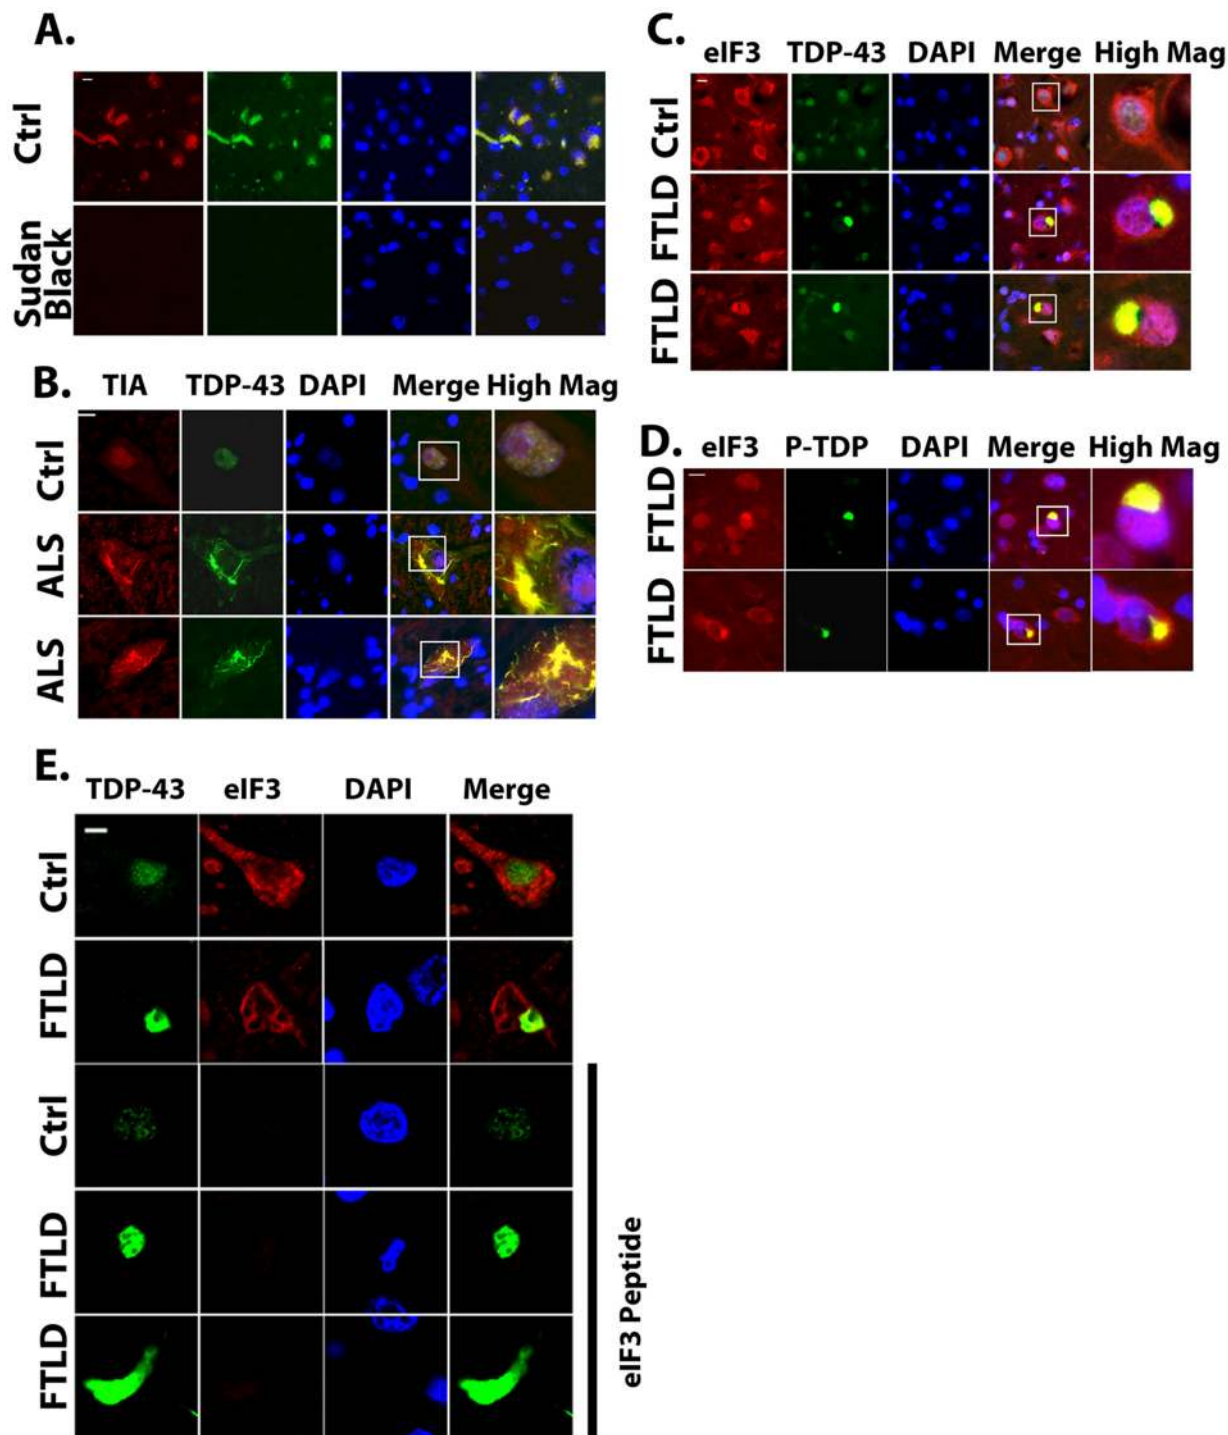 A.
Ctrl
Sudan
Black
B.
TIA TDP-43 DAPI Merge High Mag
Ctrl
ALS
ALS
C.
eIF3 TDP-43 DAPI Merge High Mag
Ctrl
FTLD
FTLD
D.
eIF3 P-TDP DAPI Merge High Mag
FTLD
FTLD
E.
TDP-43 eIF3 DAPI Merge
Ctrl
FTLD
Ctrl
FTLD
FTLD
eIF3 Peptide